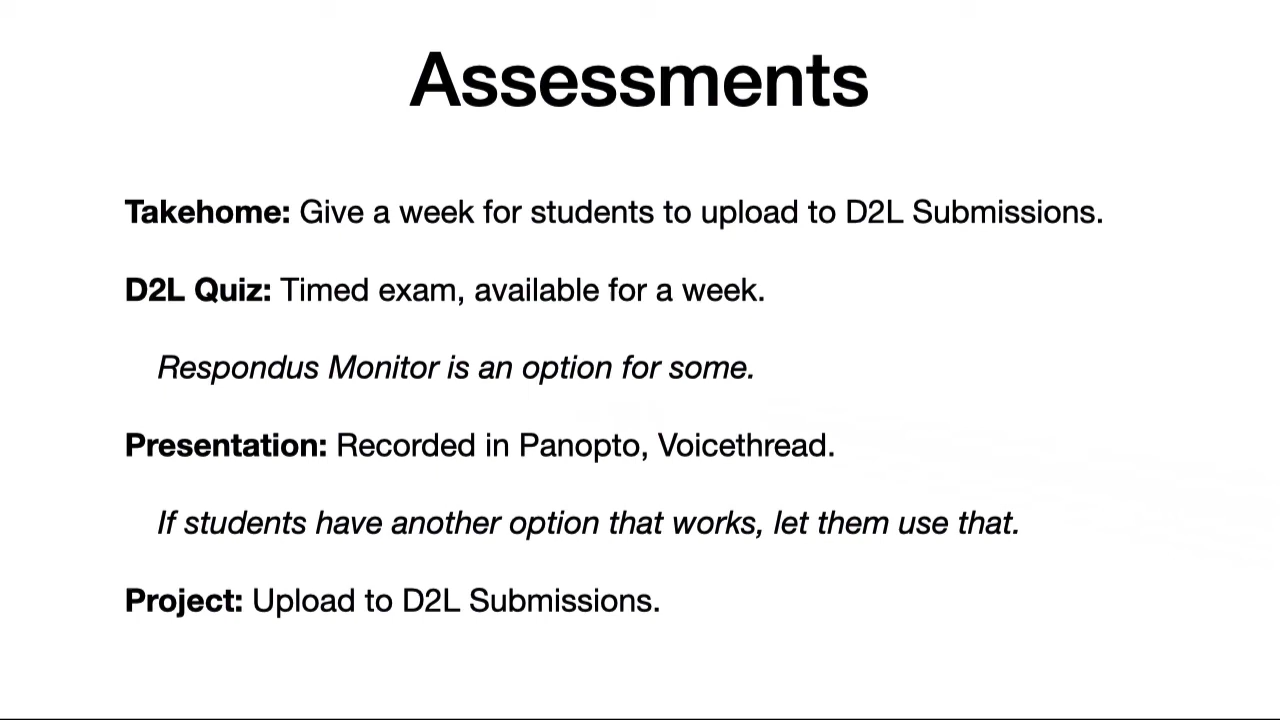 Assessments
Takehome: Give a week for students to upload to D2L Submissions.
D2L Quiz: Timed exam, available for a week.
Respondus Monitor is an option for some.
Presentation: Recorded in Panopto, Voicethread.
If students have another option that works, let them use that.
Project: Upload to D2L Submissions.